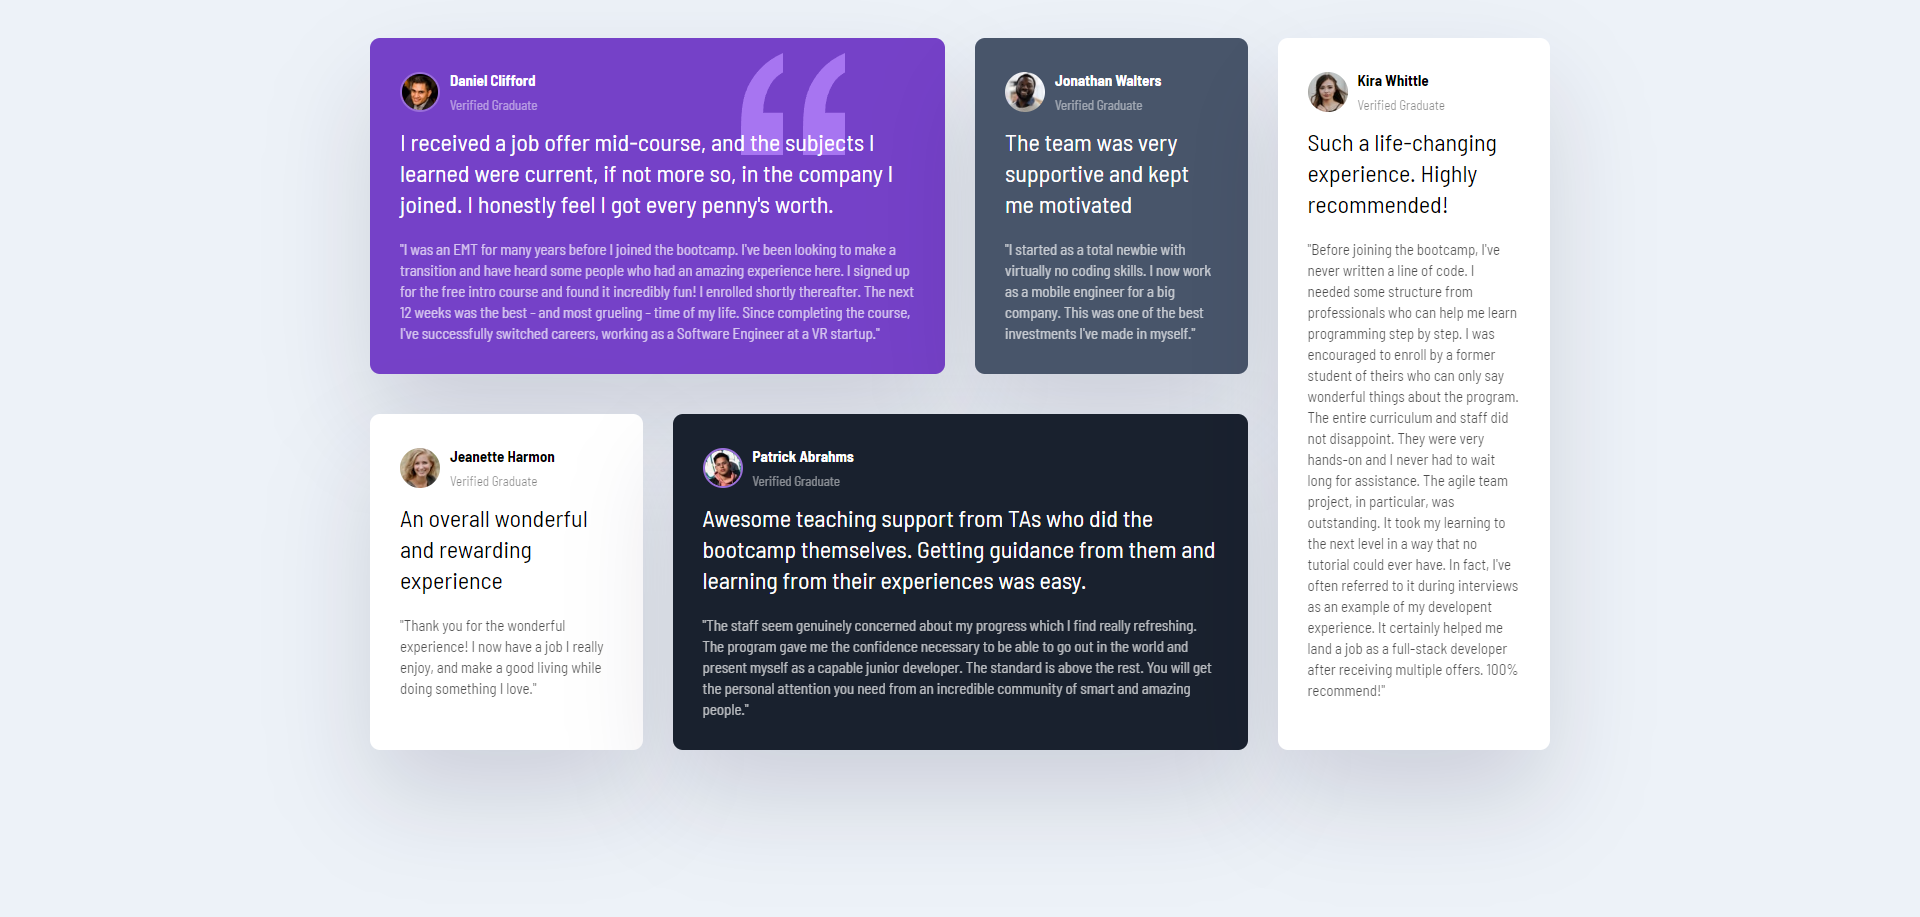 Daniel Clifford
Verified Graduate
I received a job offer mid-course, and the subjects I
learned were current, if not more so, in the company I
joined. I honestly feel I got every penny's worth.
"I was an EMT for many years before I joined the bootcamp. I've been looking to make a
transition and have heard some people who had an amazing experience here. I signed up
for the free intro course and found it incredibly fun! I enrolled shortly thereafter. The next
12 weeks was the best - and most grueling - time of my life. Since completing the course,
I've successfully switched careers, working as a Software Engineer at a VR startup."
Jonathan Walters
Verified Graduate
The team was very
supportive and kept
me motivated
"I started as a total newbie with
virtually no coding skills. I now work
as a mobile engineer for a big
company. This was one of the best
investments I've made in myself."
Kira Whittle
Verified Graduate
Such a life-changing
experience. Highly
recommended!
"Before joining the bootcamp, I've
never written a line of code. I
needed some structure from
professionals who can help me learn
programming step by step. I was
encouraged to enroll by a former
student of theirs who can only say
wonderful things about the program.
The entire curriculum and staff did
not disappoint. They were very
hands-on and I never had to wait
long for assistance. The agile team
project, in particular, was
outstanding. It took my learning to
the next level in a way that no
tutorial could ever have. In fact, I've
often referred to it during interviews
as an example of my developent
experience. It certainly helped me
land a job as a full-stack developer
after receiving multiple offers. 100%
recommend!"
Jeanette Harmon
Verified Graduate
An overall wonderful
and rewarding
experience
"Thank you for the wonderful
experience! I now have a job I really
enjoy, and make a good living while
doing something I love."
Patrick Abrahms
Verified Graduate
Awesome teaching support from TAs who did the
bootcamp themselves. Getting guidance from them and
learning from their experiences was easy.
"The staff seem genuinely concerned about my progress which I find really refreshing.
The program gave me the confidence necessary to be able to go out in the world and
present myself as a capable junior developer. The standard is above the rest. You will get
the personal attention you need from an incredible community of smart and amazing
people."